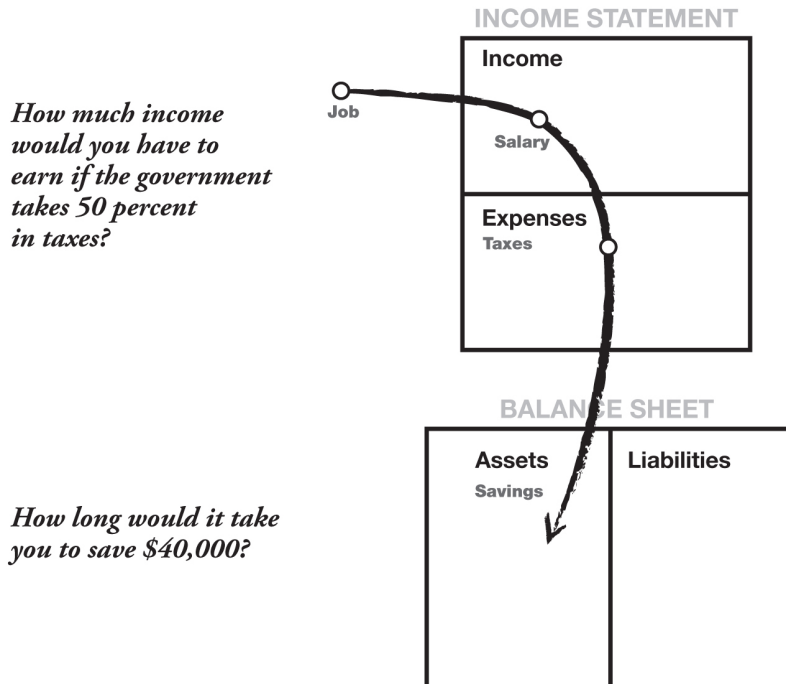 INCOME STATEMENT
Income
Job
Salary
How much income
would you have to
earn if the government
takes 50 percent
in taxes?
Expenses
Taxes
BALANCE SHEET
Assets
Liabilities
Savings
How long would it take
you to save $40,000?